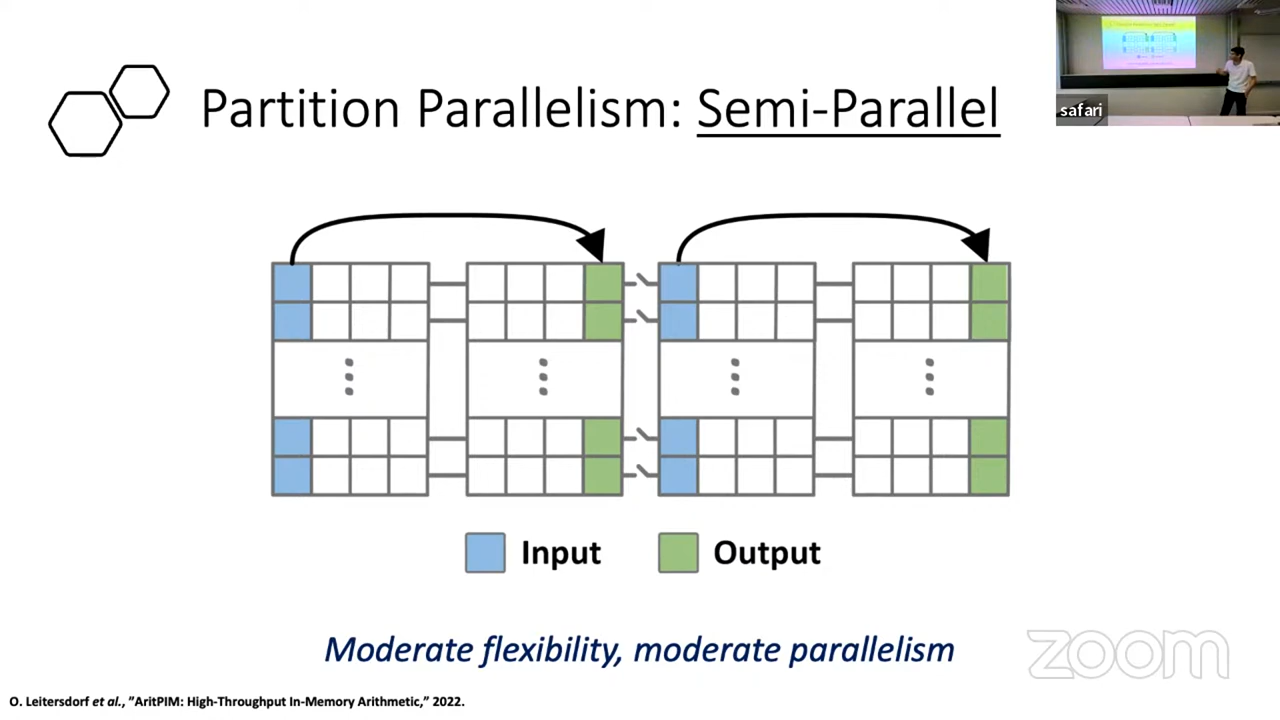 safari
Partition Parallelism: Semi-Parallel
Input
Output
Moderate flexibility, moderate parallelism
zoom
O. Leitersdorf et al., “AritPIM: High-Throughput In-Memory Arithmetic,” 2022.